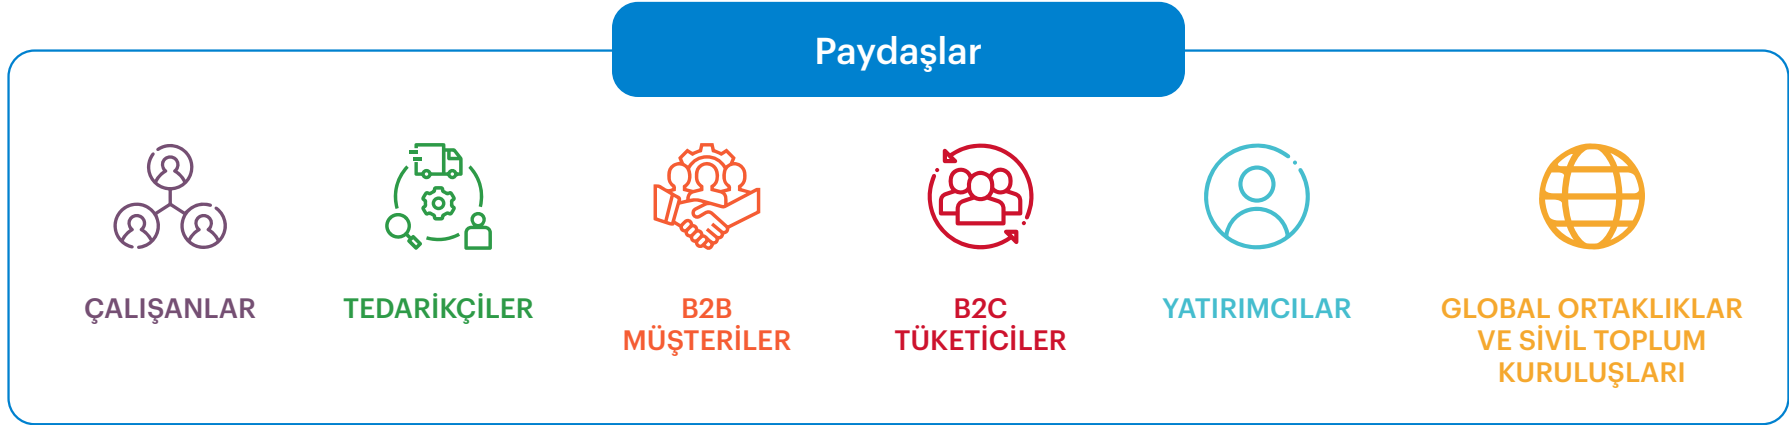 Paydaşlar
ÇALIŞANLAR
TEDARİKÇİLER
B2B
MÜŞTERİLER
B2C
TÜKETİCİLER
YATIRIMCILAR
GLOBAL ORTAKLIKLAR
VE SİVİL TOPLUM
KURULUŞLARI